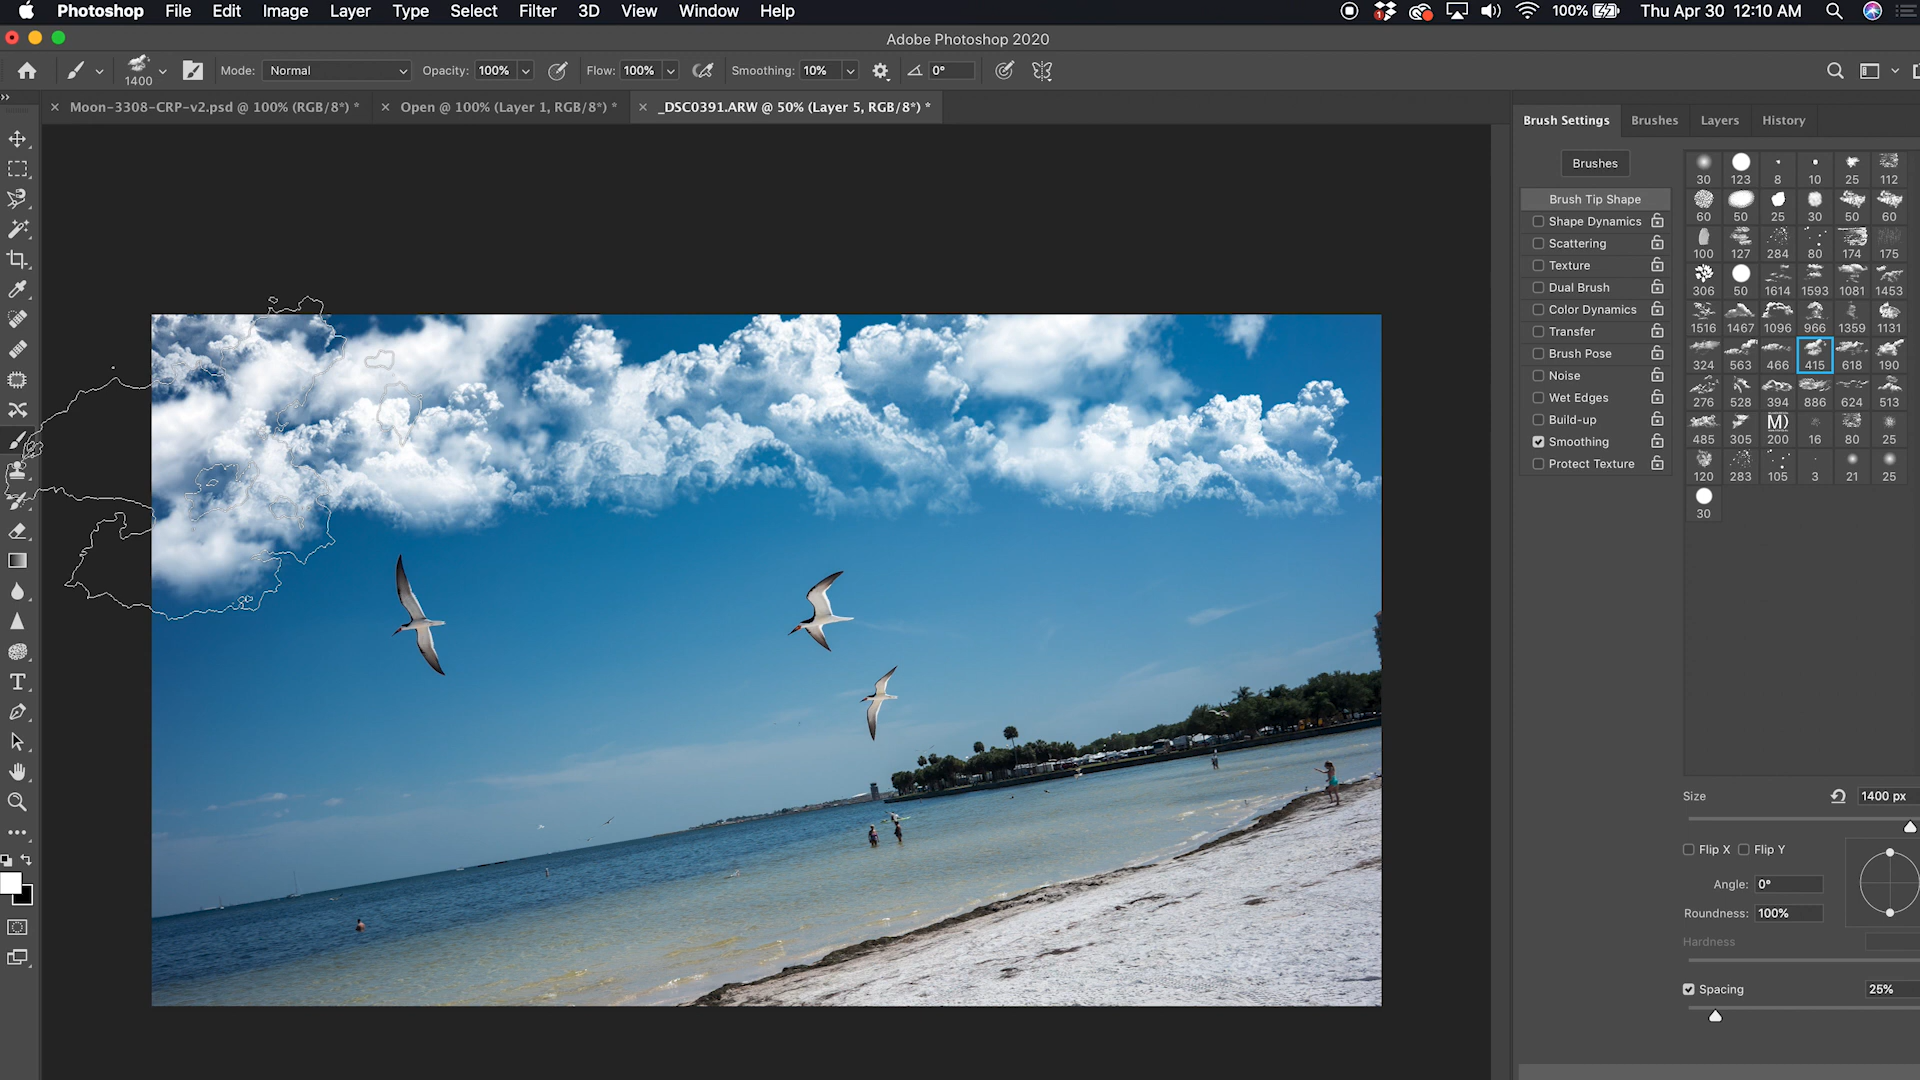 Photoshop File Edit Image Layer Type Select Filter 3D View Window Help 1 100% Thu Apr 30 12:10 AM
Adobe Photoshop 2020
1400 Mode: Normal Opacity: 100% Flow: 100% Smoothing: 10% 0°
Moon-3308-CRP-v2.psd @ 100% (RGB/8*) * Open @ 100% (Layer 1, RGB/8*) * _DSC0391.ARW @ 50% (Layer 5, RGB/8*) *
Brush Settings Brushes Layers History
Brushes
Brush Tip Shape
Shape Dynamics
Scattering
Texture
Dual Brush
Color Dynamics
Transfer
Brush Pose
Noise
Wet Edges
Build-up
Smoothing
Protect Texture
30 123 8 10 25 112
60 50 25 30 50 60
100 127 284 80 174 175
306 50 1614 1593 1081 1453
1516 1467 1096 966 1359 1131
324 563 466 415 618 190
276 528 394 886 624 513
M)
485 305 200 16 80 25
120 283 105 3 21 25
30
Size 1400 px
Flip X Flip Y
Angle: 0°
Roundness: 100%
Hardness
Spacing 25%